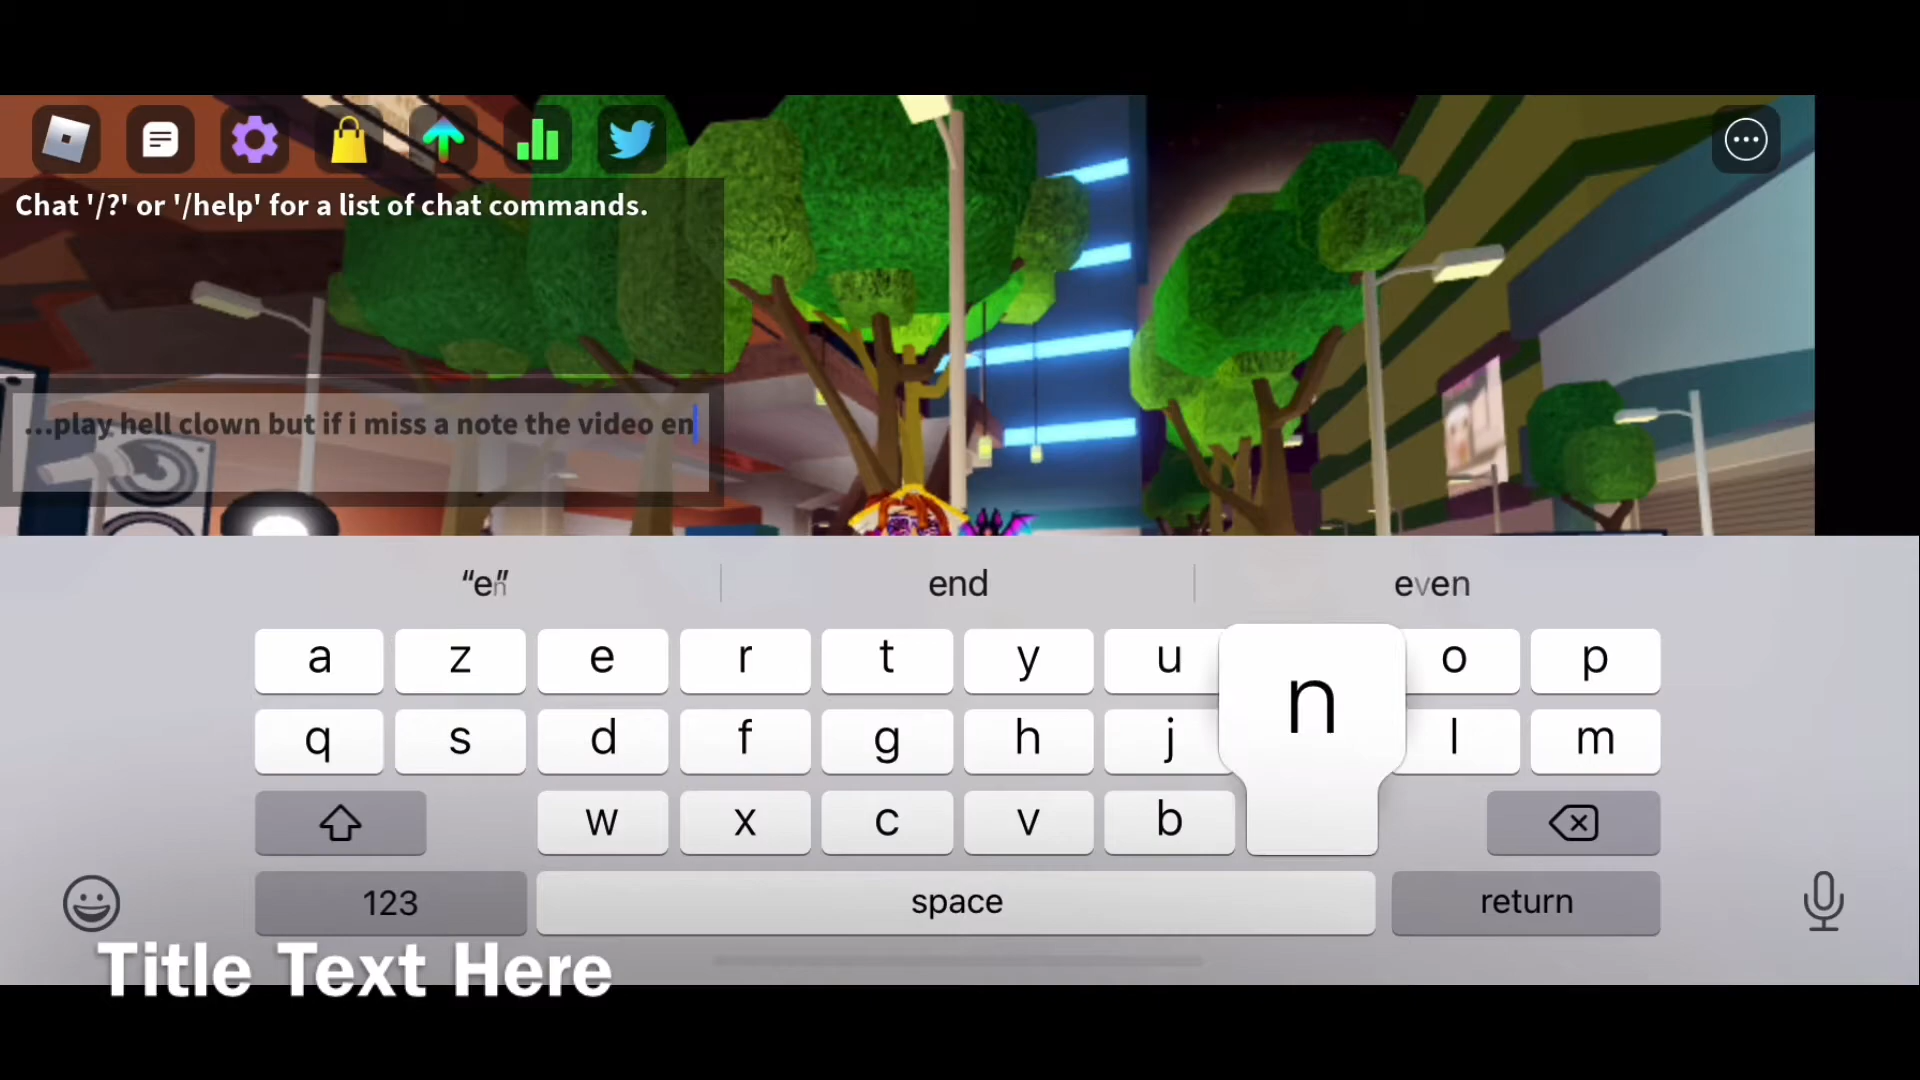 Chat '/?' or '/help' for a list of chat commands.
...play hell clown but if i miss a note the video en
“en” end even
a z e r t y u o p
q s d f g h j l m
w x c v b n
123 space return
Title Text Here